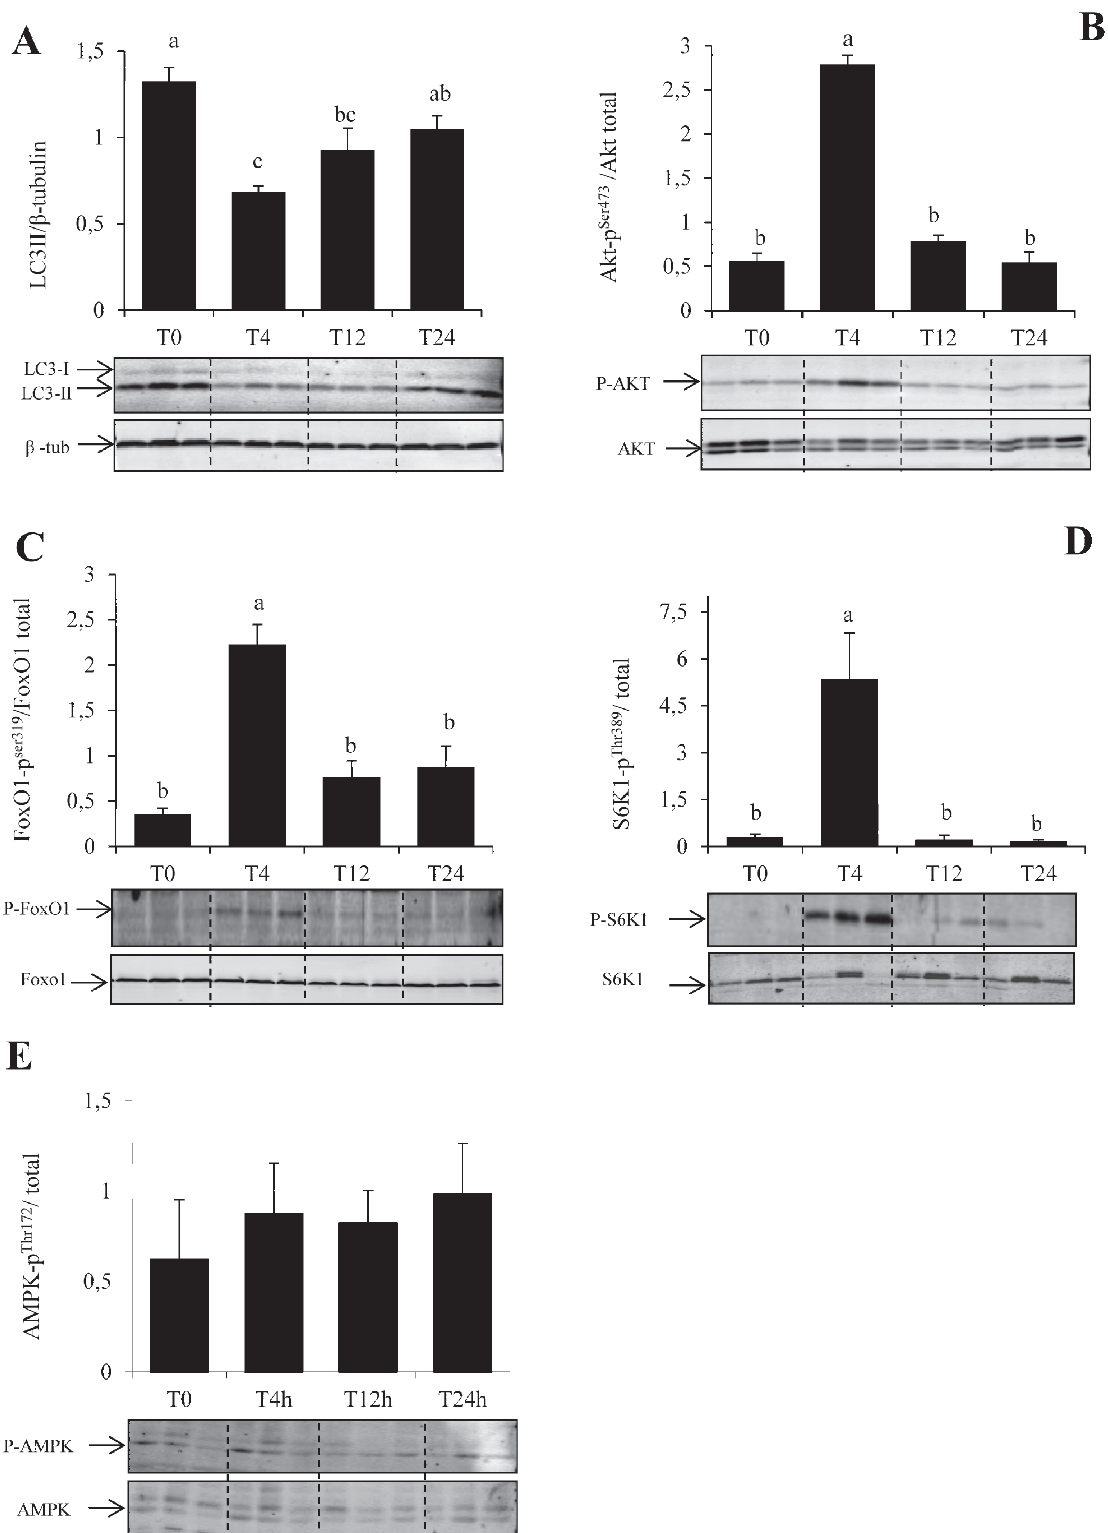 A
LC3II/β-tubulin
1,5
1
0,5
0
a
c
bc
ab
T0 T4 T12 T24
LC3-I
LC3-II
β -tub
B
Akt-pSer473 /Akt total
3
2,5
2
1,5
1
0,5
0
b
a
b
b
T0 T4 T12 T24
P-AKT
AKT
C
FoxO1-pser319/FoxO1 total
3
2,5
2
1,5
1
0,5
0
b
a
b
b
T0 T4 T12 T24
P-FoxO1
Foxo1
D
S6K1-pThr389/ total
7,5
6
4,5
3
1,5
0
b
a
b
b
T0 T4 T12 T24
P-S6K1
S6K1
E
AMPK-pThr172/ total
1,5
1
0,5
0
T0 T4h T12h T24h
P-AMPK
AMPK